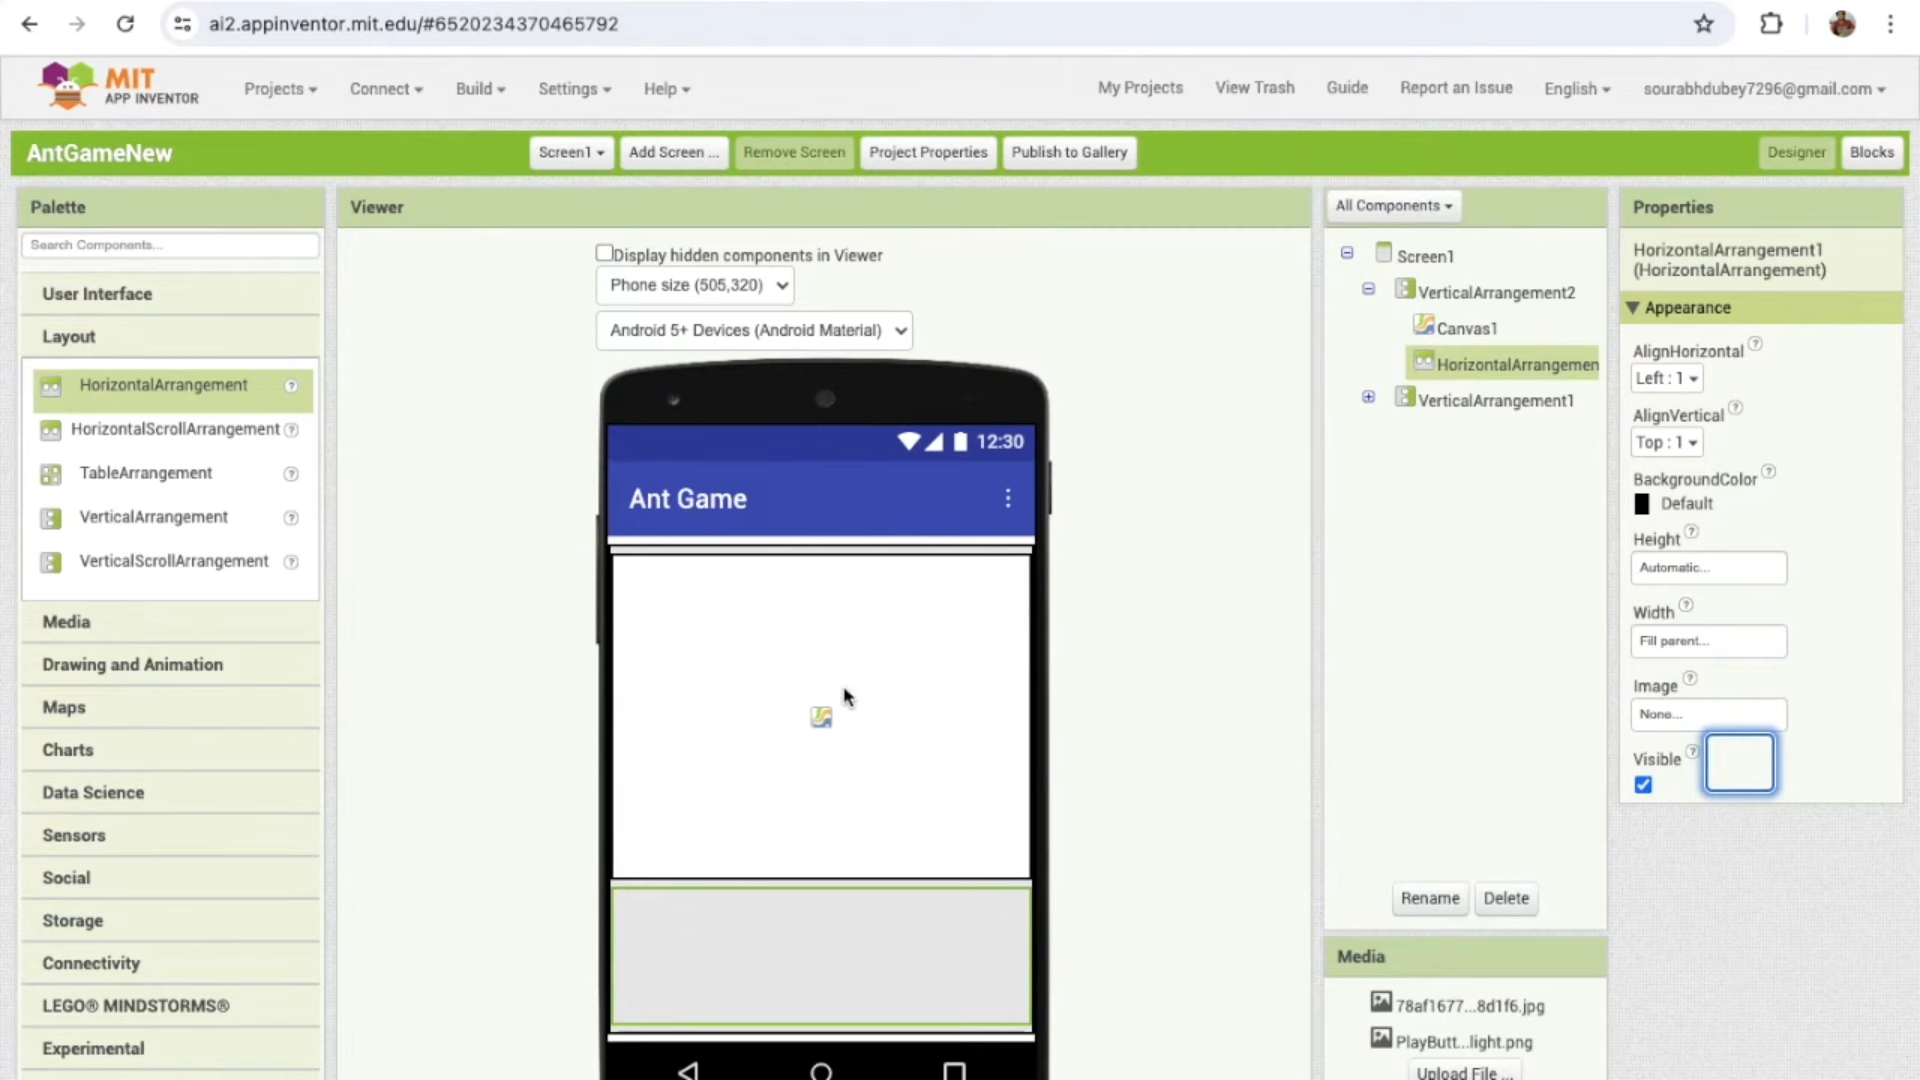 ai2.appinventor.mit.edu/#6520234370465792
MIT
APP INVENTOR
Projects
Connect
Build
Settings
Help
My Projects
View Trash
Guide
Report an Issue
English
sourabhdubey7296@gmail.com
AntGameNew
Screen1
Add Screen ...
Remove Screen
Project Properties
Publish to Gallery
Designer
Blocks
Palette
Search Components...
User Interface
Layout
HorizontalArrangement
HorizontalScrollArrangement
TableArrangement
VerticalArrangement
VerticalScrollArrangement
Media
Drawing and Animation
Maps
Charts
Data Science
Sensors
Social
Storage
Connectivity
LEGO® MINDSTORMS®
Experimental
Viewer
Display hidden components in Viewer
Phone size (505,320)
Android 5+ Devices (Android Material)
12:30
Ant Game
All Components
Screen1
VerticalArrangement2
Canvas1
HorizontalArrangemen
VerticalArrangement1
Rename
Delete
Media
78af1677...8d1f6.jpg
PlayButt...light.png
Upload File ...
Properties
HorizontalArrangement1
(HorizontalArrangement)
Appearance
AlignHorizontal
Left : 1
AlignVertical
Top : 1
BackgroundColor
Default
Height
Automatic...
Width
Fill parent...
Image
None...
Visible